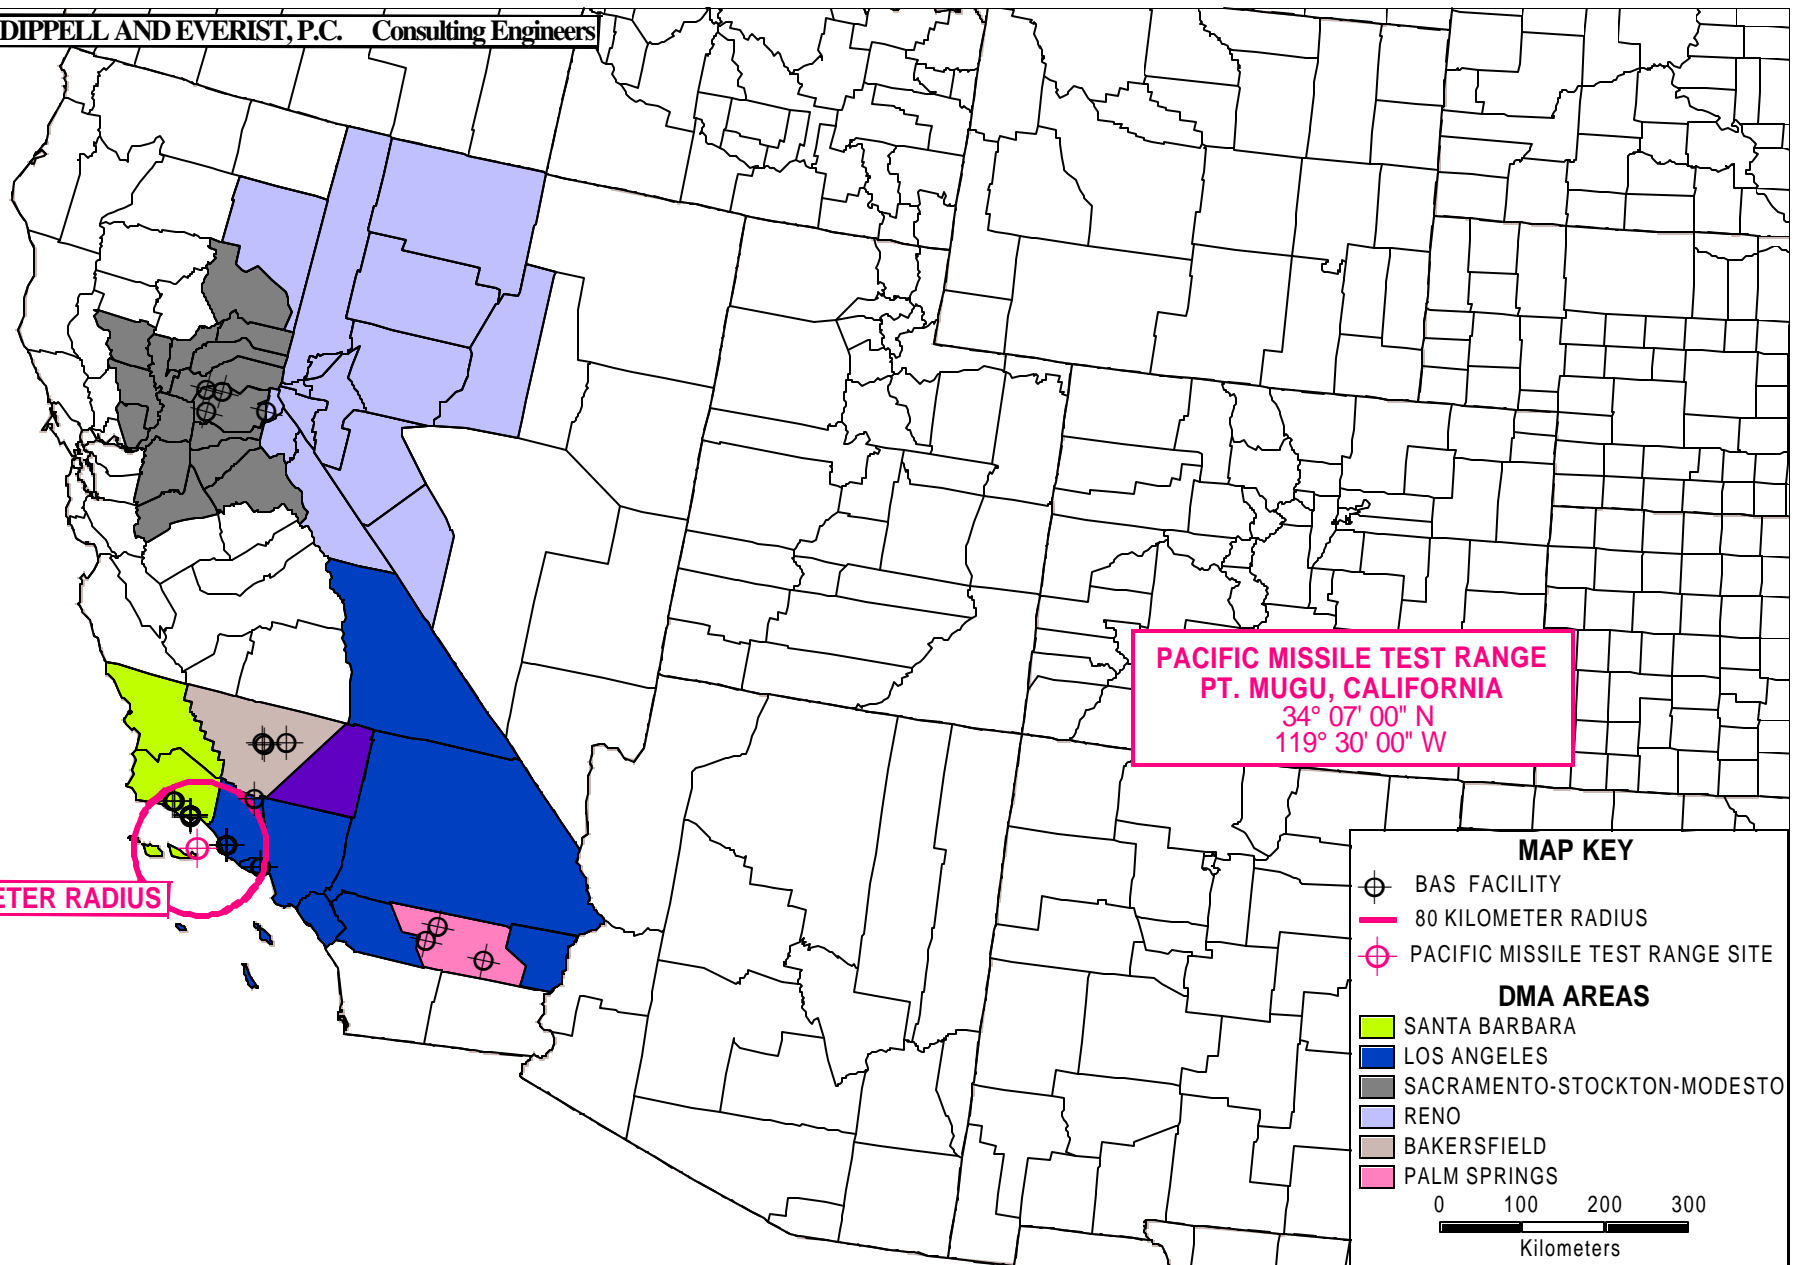 DIPPELL AND EVERIST, P.C. Consulting Engineers
PACIFIC MISSILE TEST RANGE
PT. MUGU, CALIFORNIA
34° 07' 00" N
119° 30' 00" W
ETER RADIUS
MAP KEY
BAS FACILITY
80 KILOMETER RADIUS
PACIFIC MISSILE TEST RANGE SITE
DMA AREAS
SANTA BARBARA
LOS ANGELES
SACRAMENTO-STOCKTON-MODESTO
RENO
BAKERSFIELD
PALM SPRINGS
0 100 200 300
Kilometers